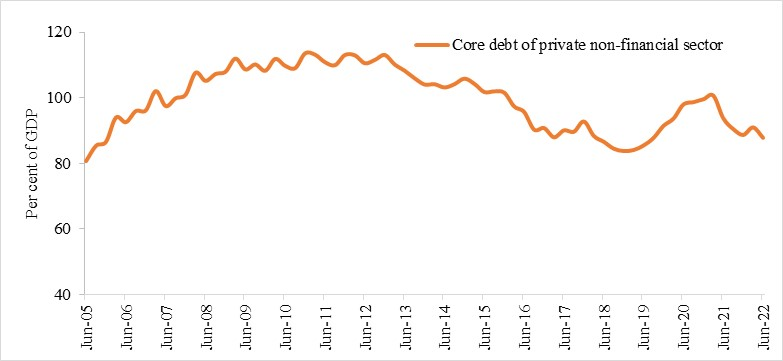 Core debt of private non-financial sector
Per cent of GDP
120
100
80
60
40
Jun-05
Jun-06
Jun-07
Jun-08
Jun-09
Jun-10
Jun-11
Jun-12
Jun-13
Jun-14
Jun-15
Jun-16
Jun-17
Jun-18
Jun-19
Jun-20
Jun-21
Jun-22